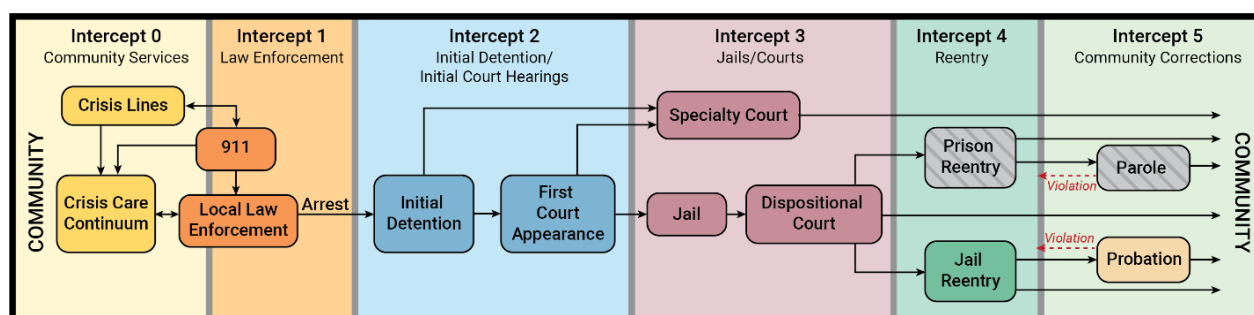 Intercept 0
Community Services
Intercept 1
Law Enforcement
Intercept 2
Initial Detention/
Initial Court Hearings
Intercept 3
Jails/Courts
Intercept 4
Reentry
Intercept 5
Community Corrections
COMMUNITY
Crisis Lines
911
Crisis Care
Continuum
Local Law
Enforcement
Arrest
Initial
Detention
First
Court
Appearance
Specialty Court
Jail
Dispositional
Court
Prison
Reentry
Violation
Parole
Jail
Reentry
Violation
Probation
COMMUNITY